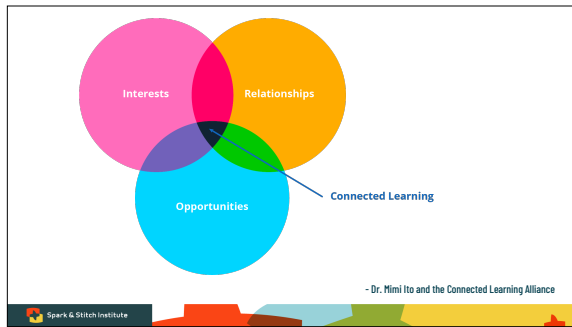 Interests
Relationships
Opportunities
Connected Learning
- Dr. Mimi Ito and the Connected Learning Alliance
Spark & Stitch Institute